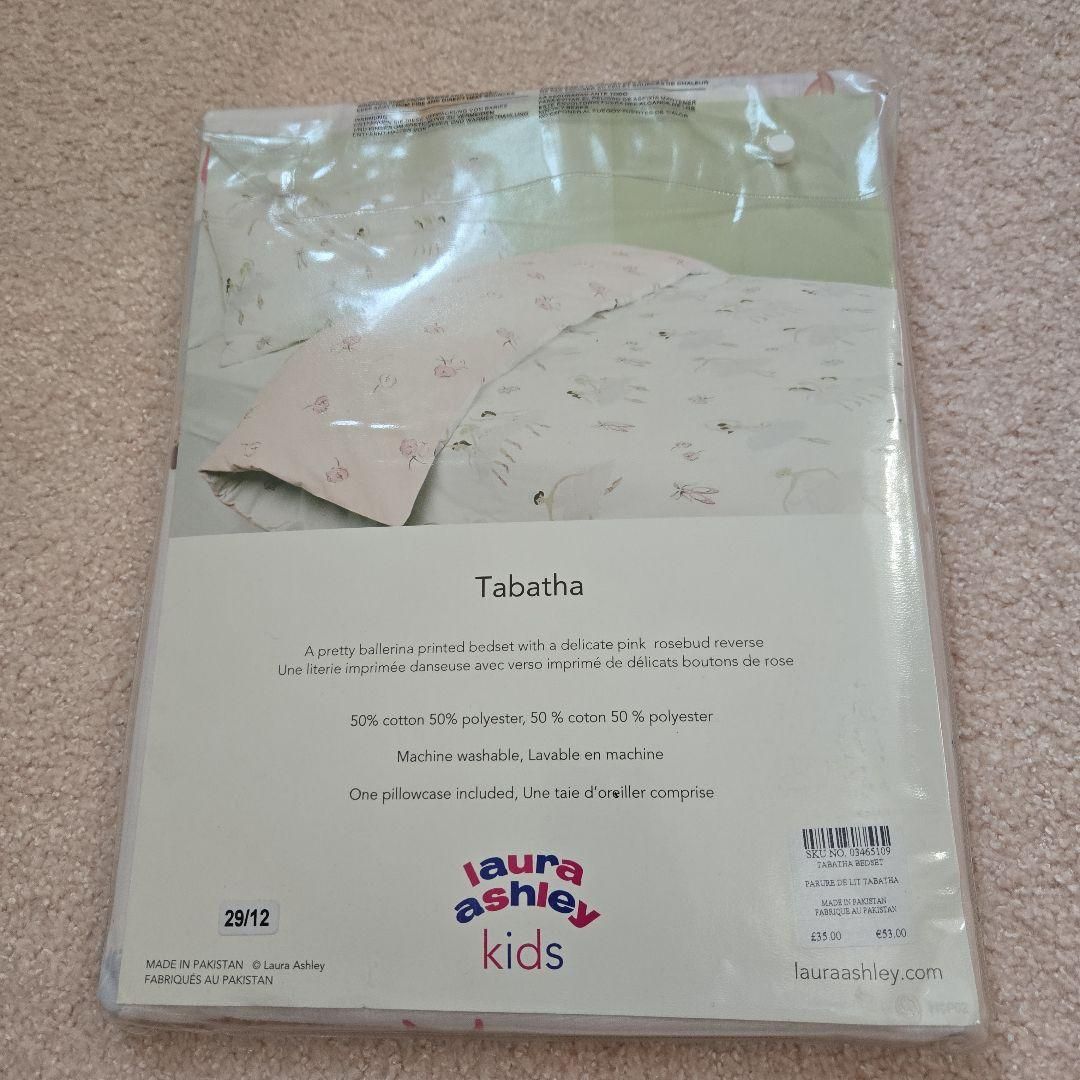 Tabatha
A pretty ballerina printed bedset with a delicate pink rosebud reverse
Une literie imprimée danseuse avec verso imprimé de délicats boutons de rose
50% cotton 50% polyester, 50 % coton 50 % polyester
Machine washable, Lavable en machine
One pillowcase included, Une taie d'oreiller comprise
laura
ashley
kids
29/12
MADE IN PAKISTAN © Laura Ashley
FABRIQUÉS AU PAKISTAN
SKU NO. 03465109
TABATHA BEDSET
PARURE DE LIT TABATHA
MADE IN PAKISTAN
FABRIQUE AU PAKISTAN
£35.00 €53.00
lauraashley.com